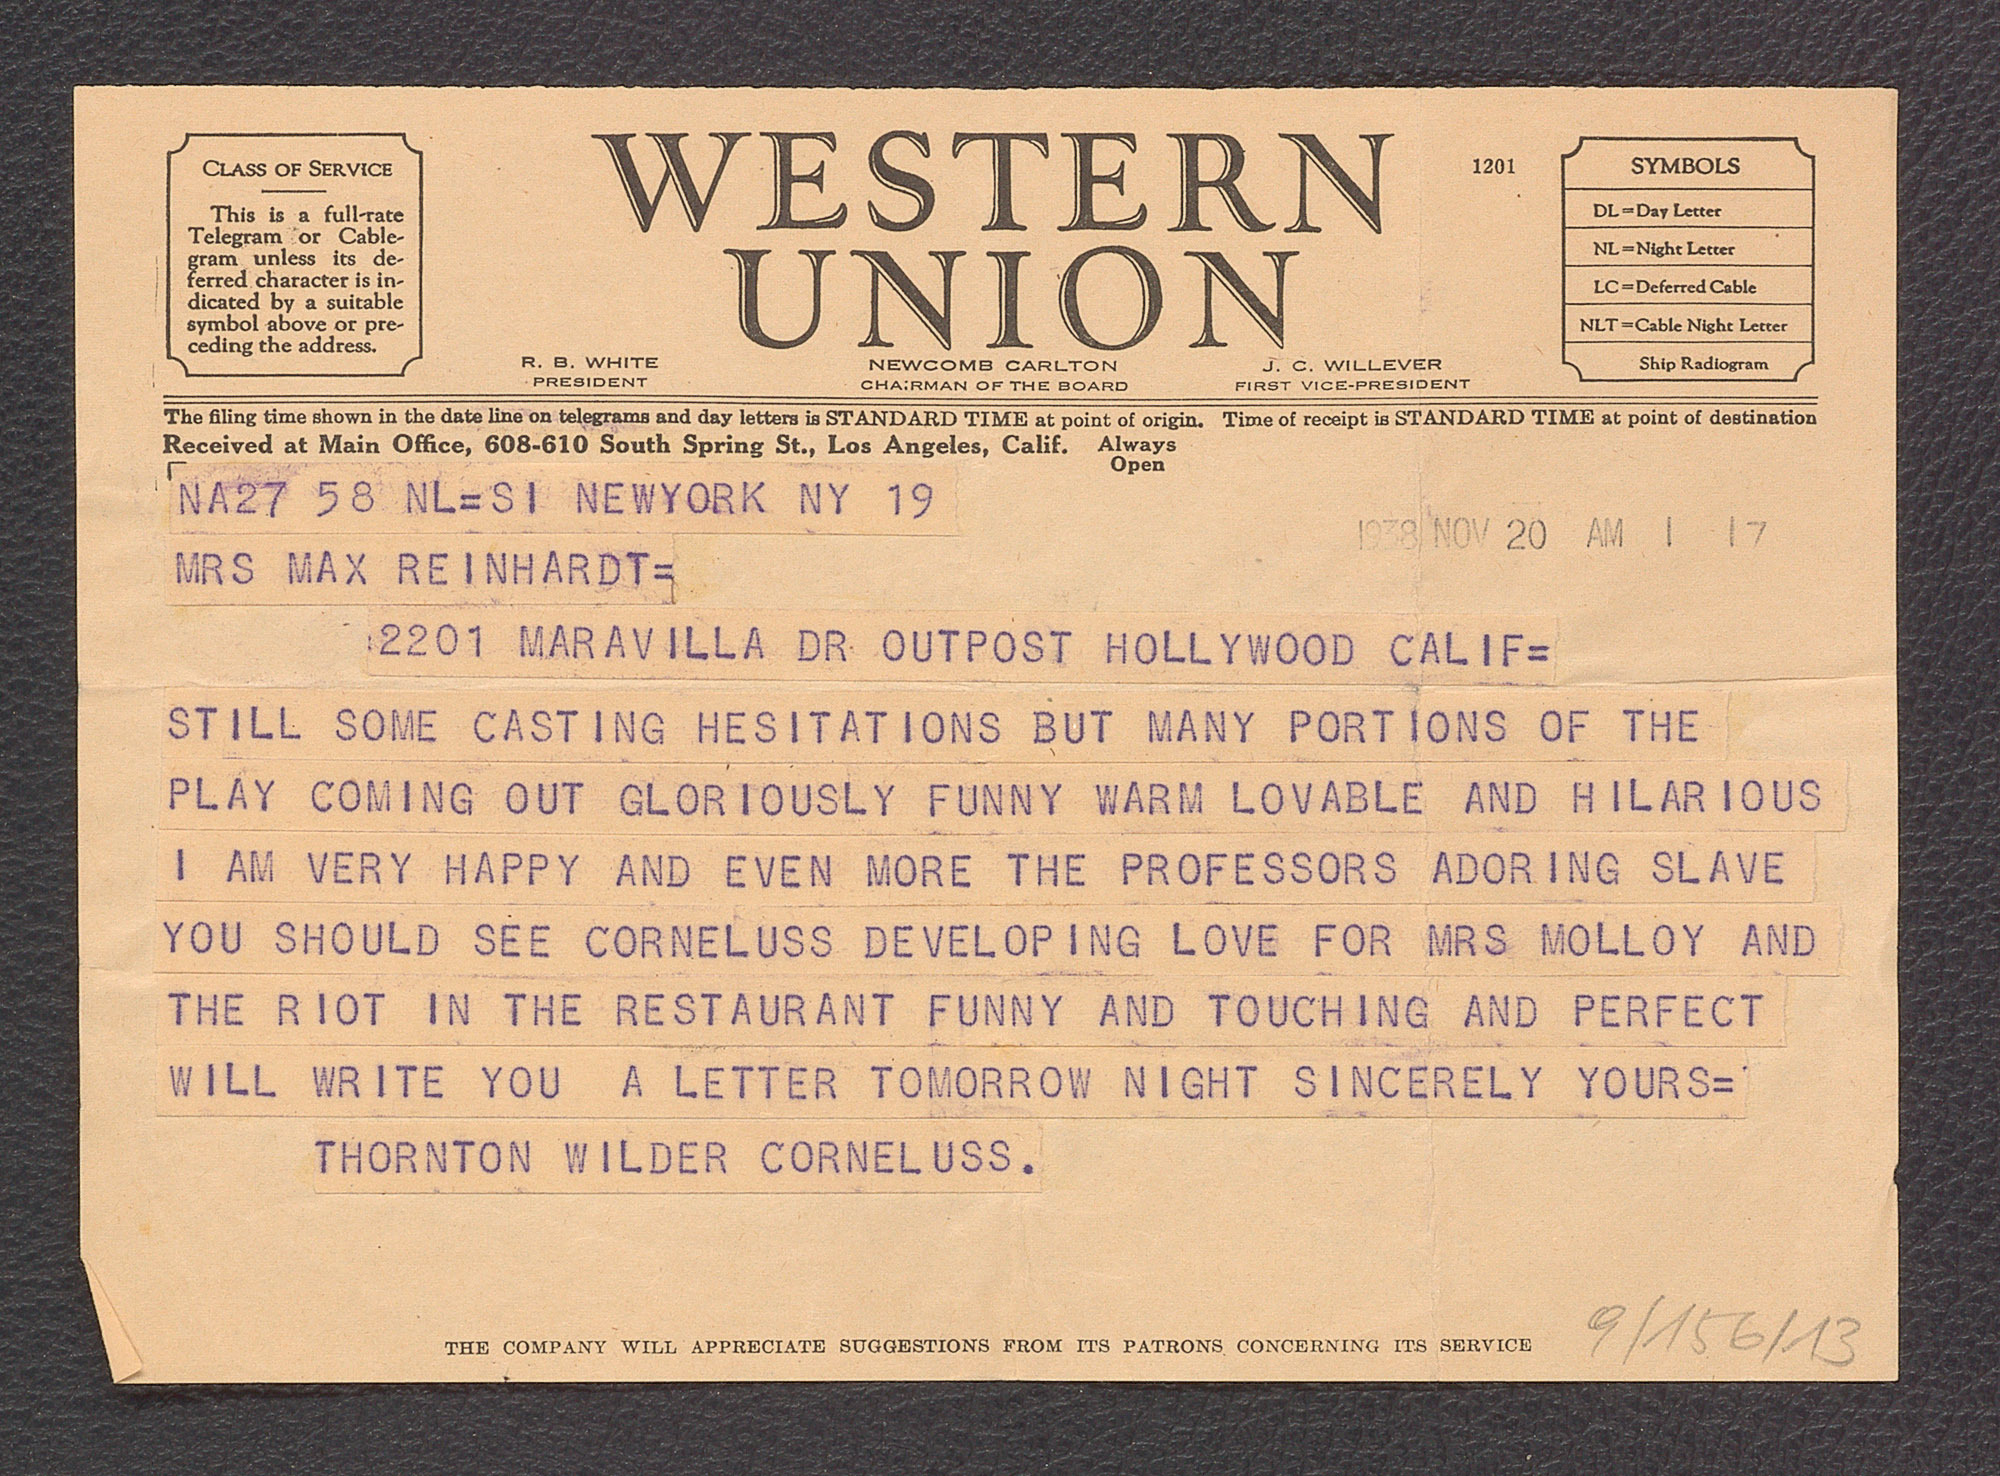 CLASS OF SERVICE
This is a full-rate
Telegram or Cable-
gram unless its de-
ferred character is in-
dicated by a suitable
symbol above or pre-
ceding the address.
WESTERN
UNION
1201
SYMBOLS
DL=Day Letter
NL=Night Letter
LC=Deferred Cable
NLT=Cable Night Letter
Ship Radiogram
R. B. WHITE
PRESIDENT
NEWCOMB CARLTON
CHAIRMAN OF THE BOARD
J. C. WILLEVER
FIRST VICE-PRESIDENT
The filing time shown in the date line on telegrams and day letters is STANDARD TIME at point of origin. Time of receipt is STANDARD TIME at point of destination
Received at Main Office, 608-610 South Spring St., Los Angeles, Calif. Always
Open
NA27 58 NL=SI NEWYORK NY 19
1938 NOV 20 AM 1 17
MRS MAX REINHARDT=
2201 MARAVILLA DR OUTPOST HOLLYWOOD CALIF=
STILL SOME CASTING HESITATIONS BUT MANY PORTIONS OF THE
PLAY COMING OUT GLORIOUSLY FUNNY WARM LOVABLE AND HILARIOUS
I AM VERY HAPPY AND EVEN MORE THE PROFESSORS ADORING SLAVE
YOU SHOULD SEE CORNELUSS DEVELOPING LOVE FOR MRS MOLLOY AND
THE RIOT IN THE RESTAURANT FUNNY AND TOUCHING AND PERFECT
WILL WRITE YOU A LETTER TOMORROW NIGHT SINCERELY YOURS=
THORNTON WILDER CORNELUSS.
THE COMPANY WILL APPRECIATE SUGGESTIONS FROM ITS PATRONS CONCERNING ITS SERVICE
9/156/13